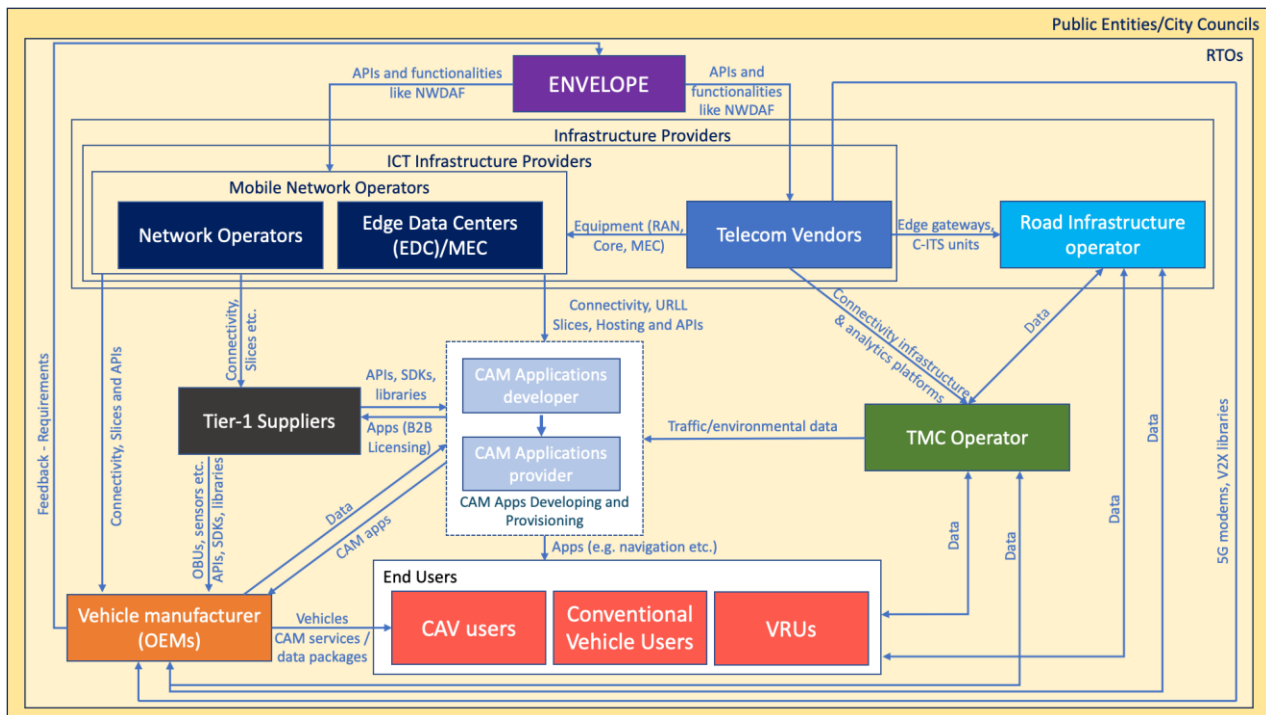 Public Entities/City Councils
RTOs
APIs and functionalities
like NWDAF
ENVELOPE
APIs and
functionalities
like NWDAF
Infrastructure Providers
ICT Infrastructure Providers
Mobile Network Operators
Network Operators
Edge Data Centers
(EDC)/MEC
Equipment (RAN,
Core, MEC)
Telecom Vendors
Edge gateways,
C-ITS units
Road Infrastructure
operator
Connectivity,
Slices etc.
Connectivity, URLL
Slices, Hosting and APIs
Connectivity infrastructure
& analytics platforms
Data
Feedback - Requirements
Connectivity, Slices and APIs
Tier-1 Suppliers
APIs, SDKs,
libraries
Apps (B2B
Licensing)
CAM Applications
developer
CAM Applications
provider
CAM Apps Developing and
Provisioning
Traffic/environmental data
TMC Operator
OBUs, sensors etc.
APIs, SDKs, libraries
Data
CAM apps
Apps (e.g. navigation etc.)
Data
Data
Data
Data
5G modems, V2X libraries
Vehicle manufacturer
(OEMs)
Vehicles
CAM services /
data packages
End Users
CAV users
Conventional
Vehicle Users
VRUs